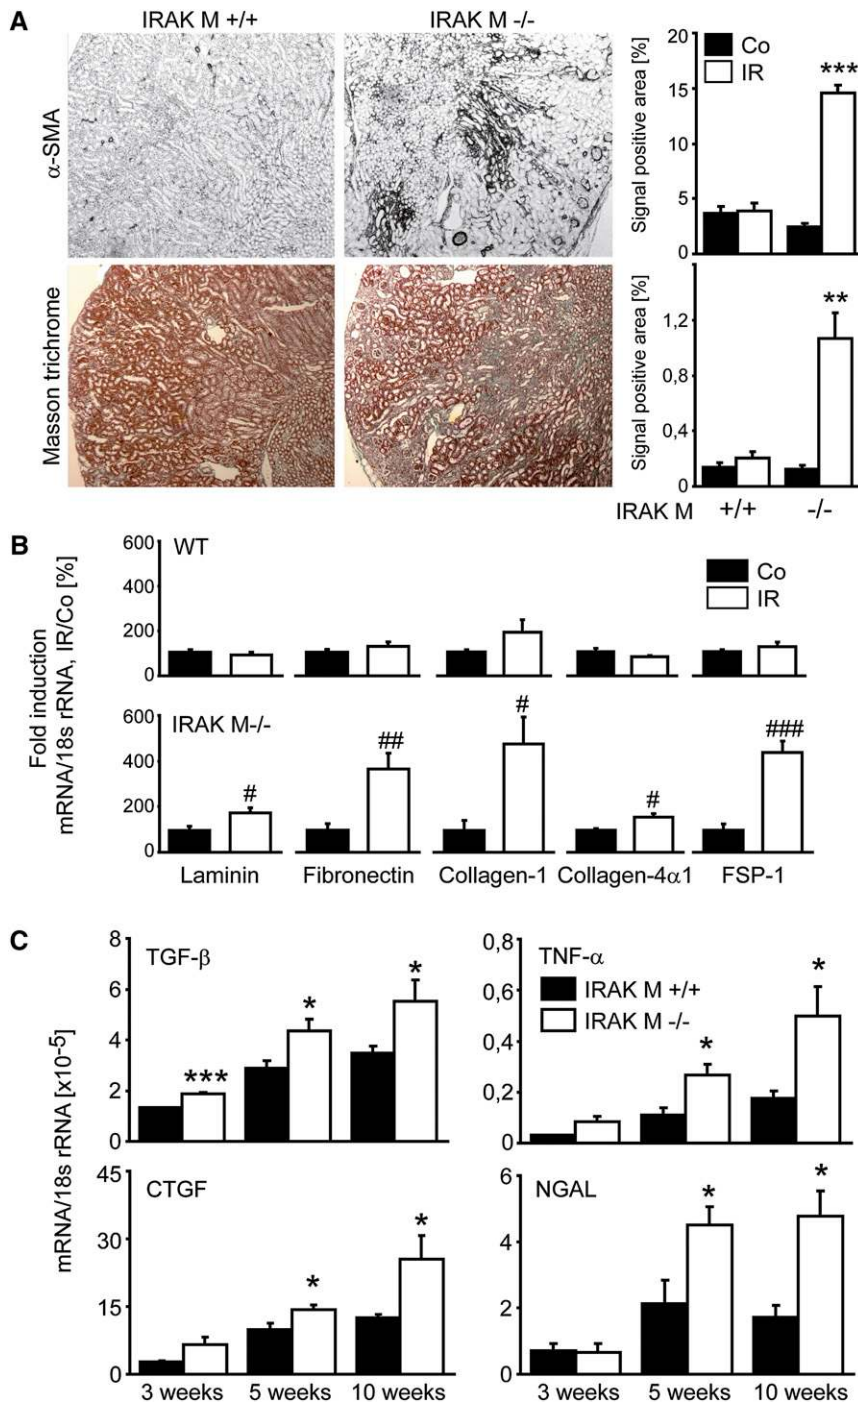 A
IRAK M +/+
IRAK M -/-
α-SMA
Masson trichrome
Signal positive area [%]
20
15
10
5
0
Co
IR
***
Signal positive area [%]
1,2
0,8
0,4
0
**
IRAK M +/+ -/-
B
Fold induction
mRNA/18s rRNA, IR/Co [%]
600
400
200
0
WT
Co
IR
600
400
200
0
IRAK M-/-
#
##
#
#
###
Laminin Fibronectin Collagen-1 Collagen-4α1 FSP-1
C
mRNA/18s rRNA [x10-5]
8
6
4
2
0
TGF-β
***
*
*
0,8
0,6
0,4
0,2
0
TNF-α
IRAK M +/+
IRAK M -/-
*
*
45
30
15
0
CTGF
*
*
3 weeks 5 weeks 10 weeks
6
4
2
0
NGAL
*
*
3 weeks 5 weeks 10 weeks